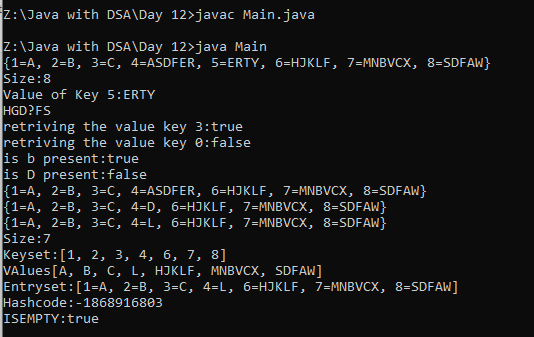 Z:\Java with DSA\Day 12>javac Main.java
Z:\Java with DSA\Day 12>java Main
{1=A, 2=B, 3=C, 4=ASDFER, 5=ERTY, 6=HJKLF, 7=MNBVCX, 8=SDFAW}
Size:8
Value of Key 5:ERTY
HGD?FS
retriving the value key 3:true
retriving the value key 0:false
is b present:true
is D present:false
{1=A, 2=B, 3=C, 4=ASDFER, 6=HJKLF, 7=MNBVCX, 8=SDFAW}
{1=A, 2=B, 3=C, 4=D, 6=HJKLF, 7=MNBVCX, 8=SDFAW}
{1=A, 2=B, 3=C, 4=L, 6=HJKLF, 7=MNBVCX, 8=SDFAW}
Size:7
Keyset:[1, 2, 3, 4, 6, 7, 8]
VAlues[A, B, C, L, HJKLF, MNBVCX, SDFAW]
Entryset:[1=A, 2=B, 3=C, 4=L, 6=HJKLF, 7=MNBVCX, 8=SDFAW]
Hashcode:-1868916803
ISEMPTY:true